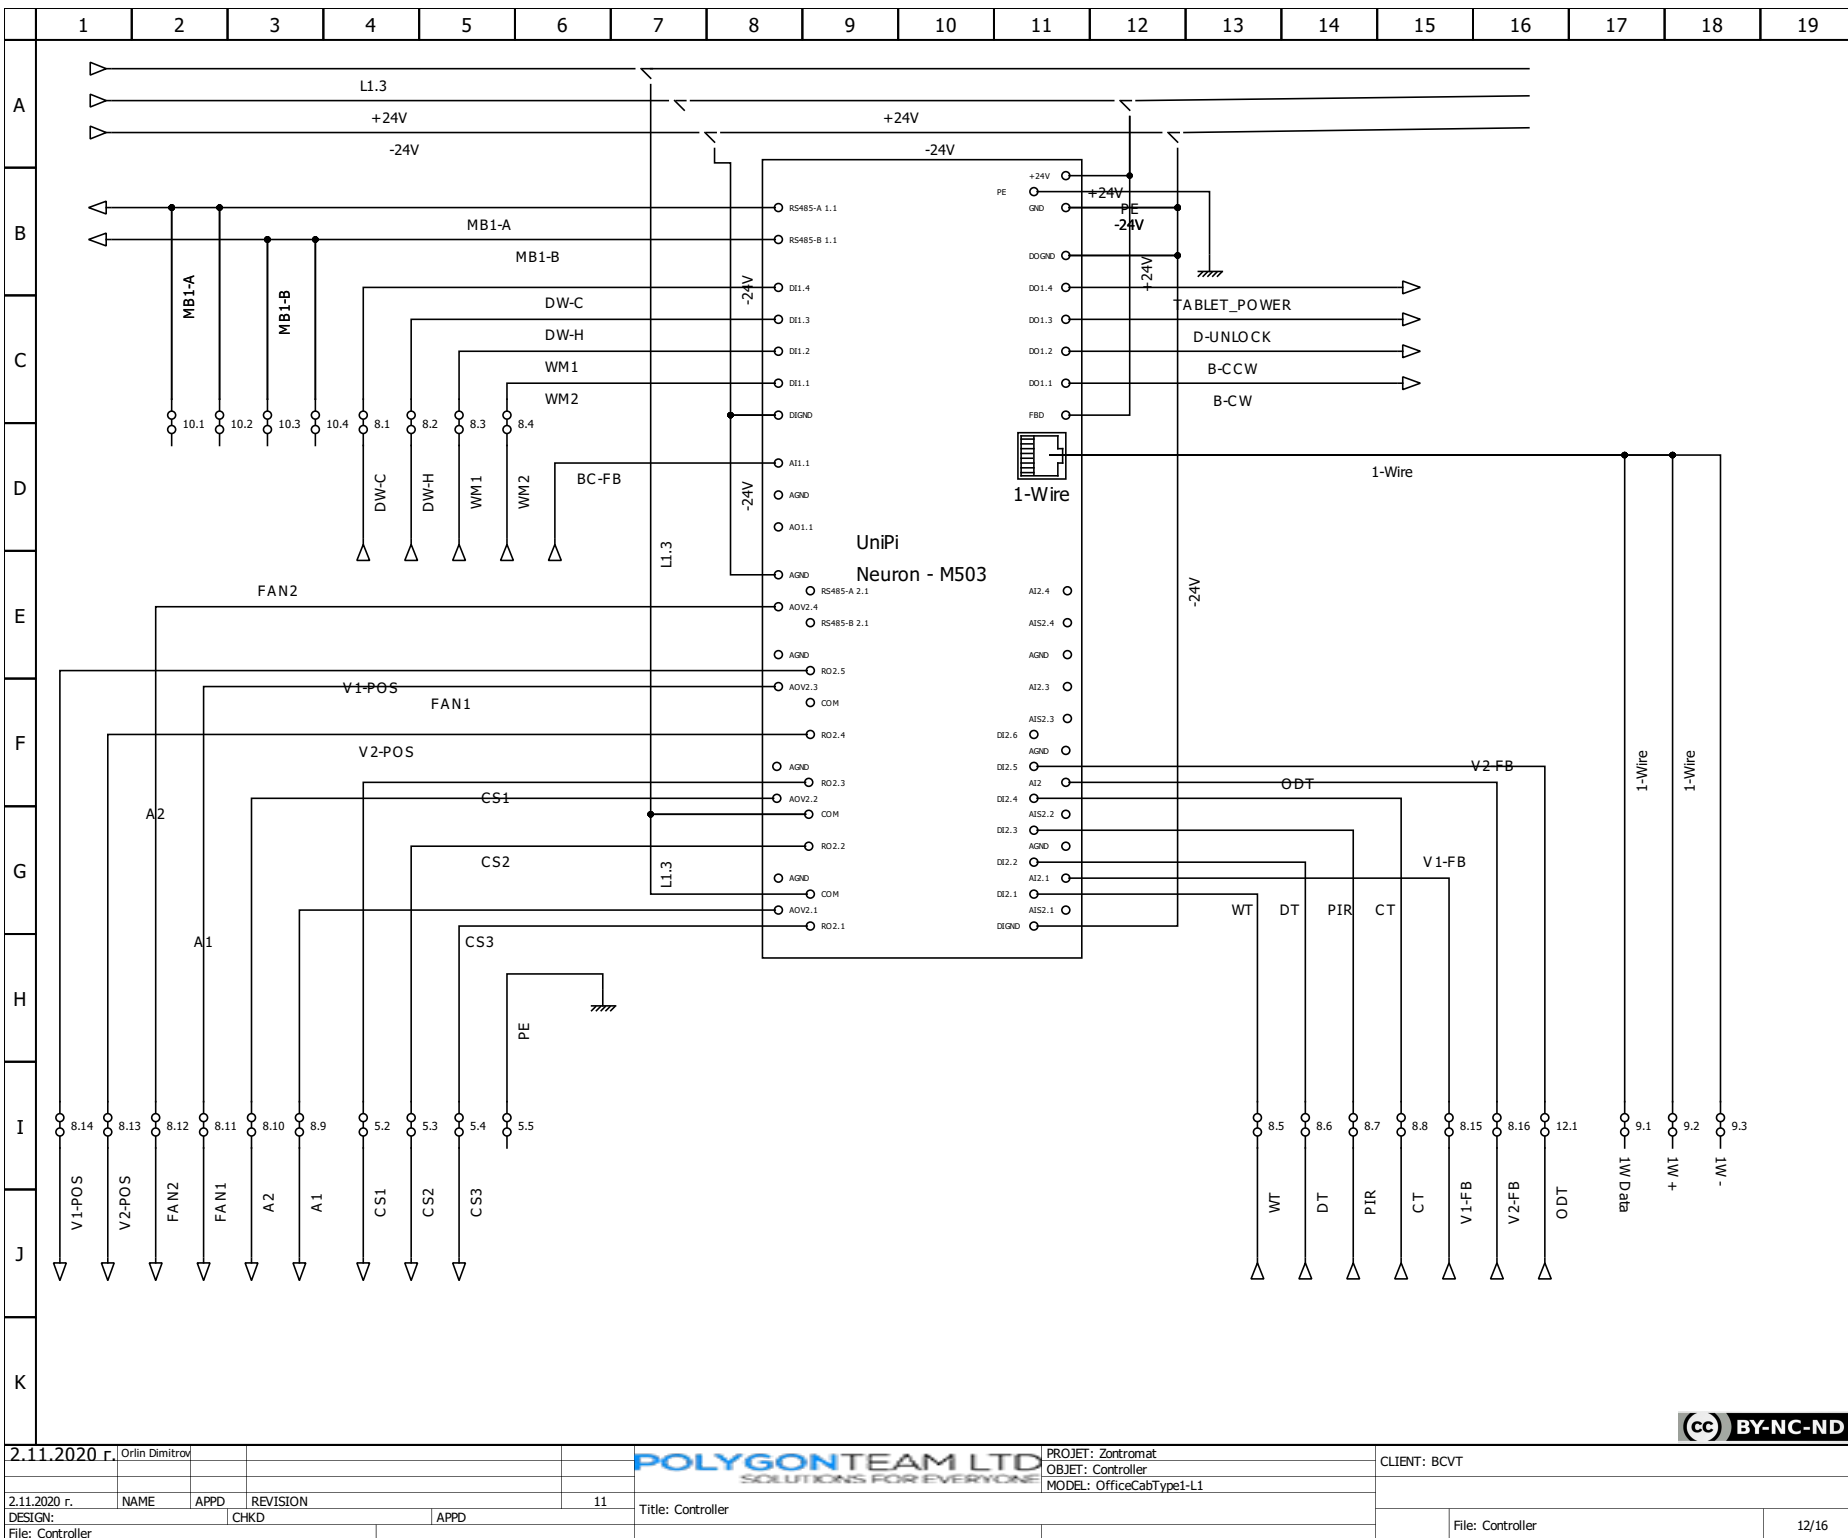 1 2 3 4 5 6 7 8 9 10 11 12 13 14 15 16 17 18 19
A
L1.3
+24V +24V
-24V -24V
B
+24V
PE +24V
RS485-A 1.1 GND PE
MB1-A -24V
RS485-B 1.1
MB1-B
DOGND
MB1-A
MB1-B
-24V
+24V
C
DI1.4 DO1.4
DW-C TABLET_POWER
DI1.3 DO1.3
DW-H D-UNLOCK
DI1.2 DO1.2
WM1 B-CCW
DI1.1 DO1.1
WM2 B-CW
DIGND FBD
10.1 10.2 10.3 10.4 8.1 8.2 8.3 8.4
D
AI1.1
BC-FB 1-Wire
DW-C DW-H WM1 WM2
-24V
AGND 1-Wire
AO1.1
UniPi
L1.3
AGND Neuron - M503
E
FAN2 RS485-A 2.1 AI2.4
-24V
AOV2.4
RS485-B 2.1 AIS2.4
AGND AGND
RO2.5
V1-POS AOV2.3 AI2.3
FAN1 COM
AIS2.3
F
RO2.4 DI2.6
V2-POS AGND
AGND DI2.5 V2-FB
RO2.3 AI2 ODT
1-Wire 1-Wire
CS1 AOV2.2 DI2.4
A2 COM AIS2.2
DI2.3
G
RO2.2 AGND
CS2 DI2.2 V1-FB
L1.3
AGND AI2.1
COM DI2.1
AOV2.1 AIS2.1 WT DT PIR CT
RO2.1 DIGND
A1 CS3
H
PE
I
8.14 8.13 8.12 8.11 8.10 8.9 5.2 5.3 5.4 5.5 8.5 8.6 8.7 8.8 8.15 8.16 12.1 9.1 9.2 9.3
J
V1-POS V2-POS FAN2 FAN1 A2 A1 CS1 CS2 CS3 WT DT PIR CT V1-FB V2-FB ODT 1W Data 1W + 1W -
K
cc BY-NC-ND
2.11.2020 г. Orlin Dimitrov
POLYGONTEAM LTD
SOLUTIONS FOR EVERYONE
PROJET: Zontromat
OBJET: Controller
MODEL: OfficeCabType1-L1
CLIENT: BCVT
2.11.2020 г. NAME APPD REVISION 11
Title: Controller
DESIGN: CHKD APPD
File: Controller
File: Controller 12/16